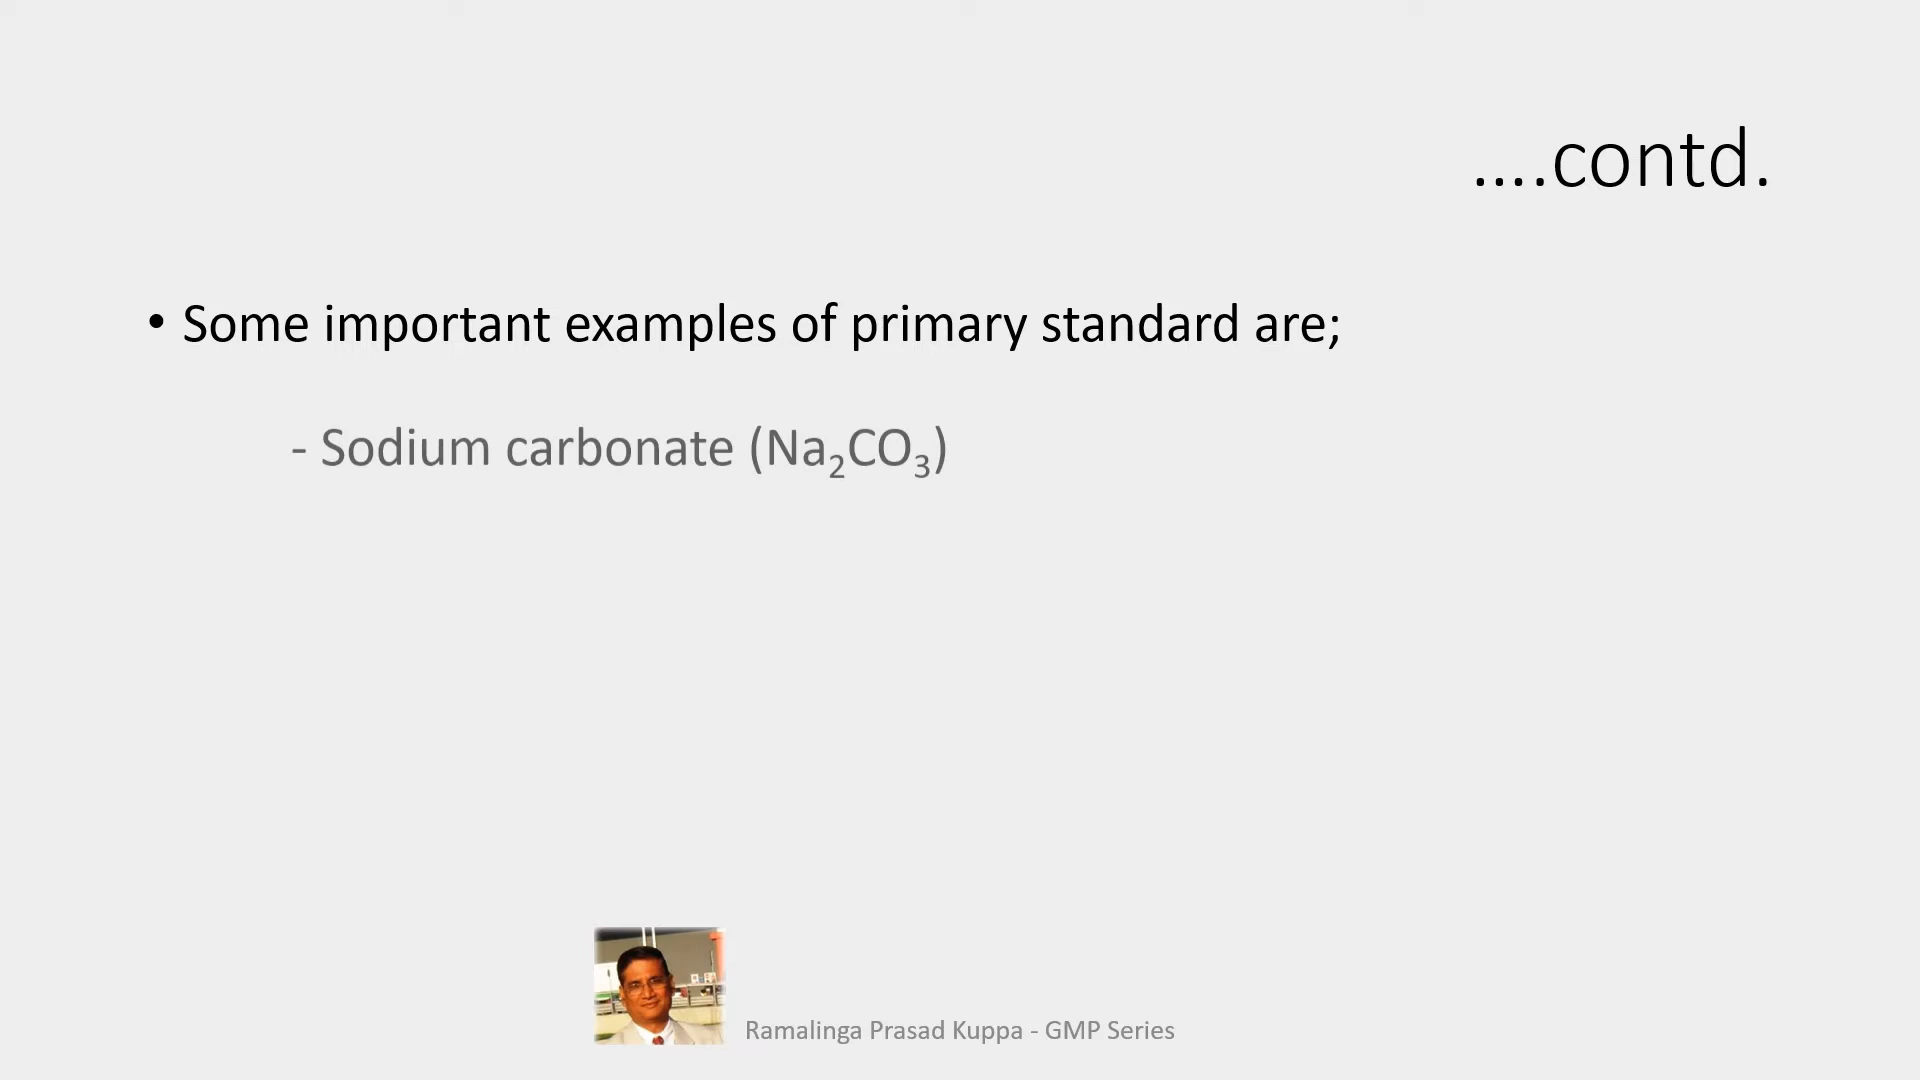 ....contd.
• Some important examples of primary standard are;
- Sodium carbonate (Na₂CO₃)
Ramalinga Prasad Kuppa - GMP Series